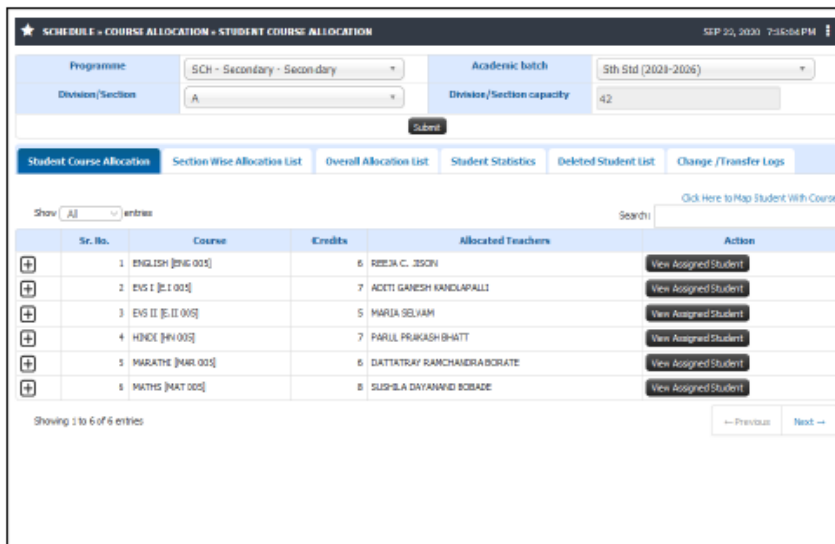 SCHEDULE » COURSE ALLOCATION » STUDENT COURSE ALLOCATION SEP 22, 2020 7:35:04 PM
Programme SCH - Secondary - Secondary Academic batch 5th Std (2020-2026)
Division/Section A Division/Section capacity 42
Submit
Student Course Allocation Section Wise Allocation List Overall Allocation List Student Statistics Deleted Student List Change /Transfer Logs
Click Here to Map Student With Course
Show All entries Search:
Sr. No. Course Credits Allocated Teachers Action
1 ENGLISH [ENG 005] 6 REEJA C. JISON View Assigned Student
2 EVS I [E.I 005] 7 ADITI GANESH KANDLAPALLI View Assigned Student
3 EVS II [E.II 005] 5 MARIA SELVAM View Assigned Student
4 HINDI [HN 005] 7 PARUL PRAKASH BHATT View Assigned Student
5 MARATHI [MAR 005] 6 DATTATRAY RAMCHANDRA BORATE View Assigned Student
6 MATHS [MAT 005] 8 SUSHILA DAYANAND BOBADE View Assigned Student
Showing 1 to 6 of 6 entries ← Previous Next →